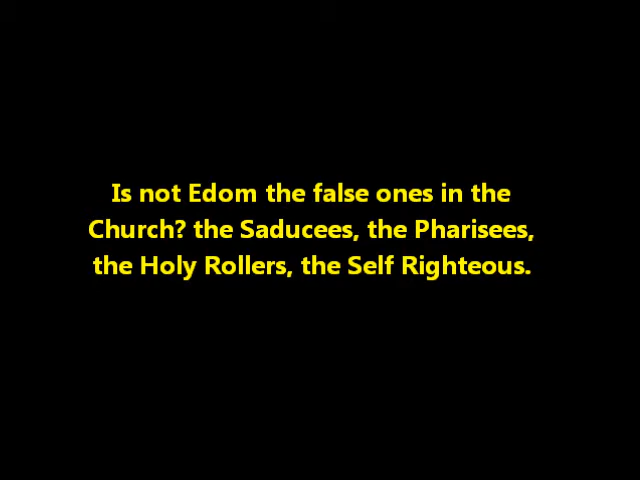 Is not Edom the false ones in the
Church? the Saducees, the Pharisees,
the Holy Rollers, the Self Righteous.